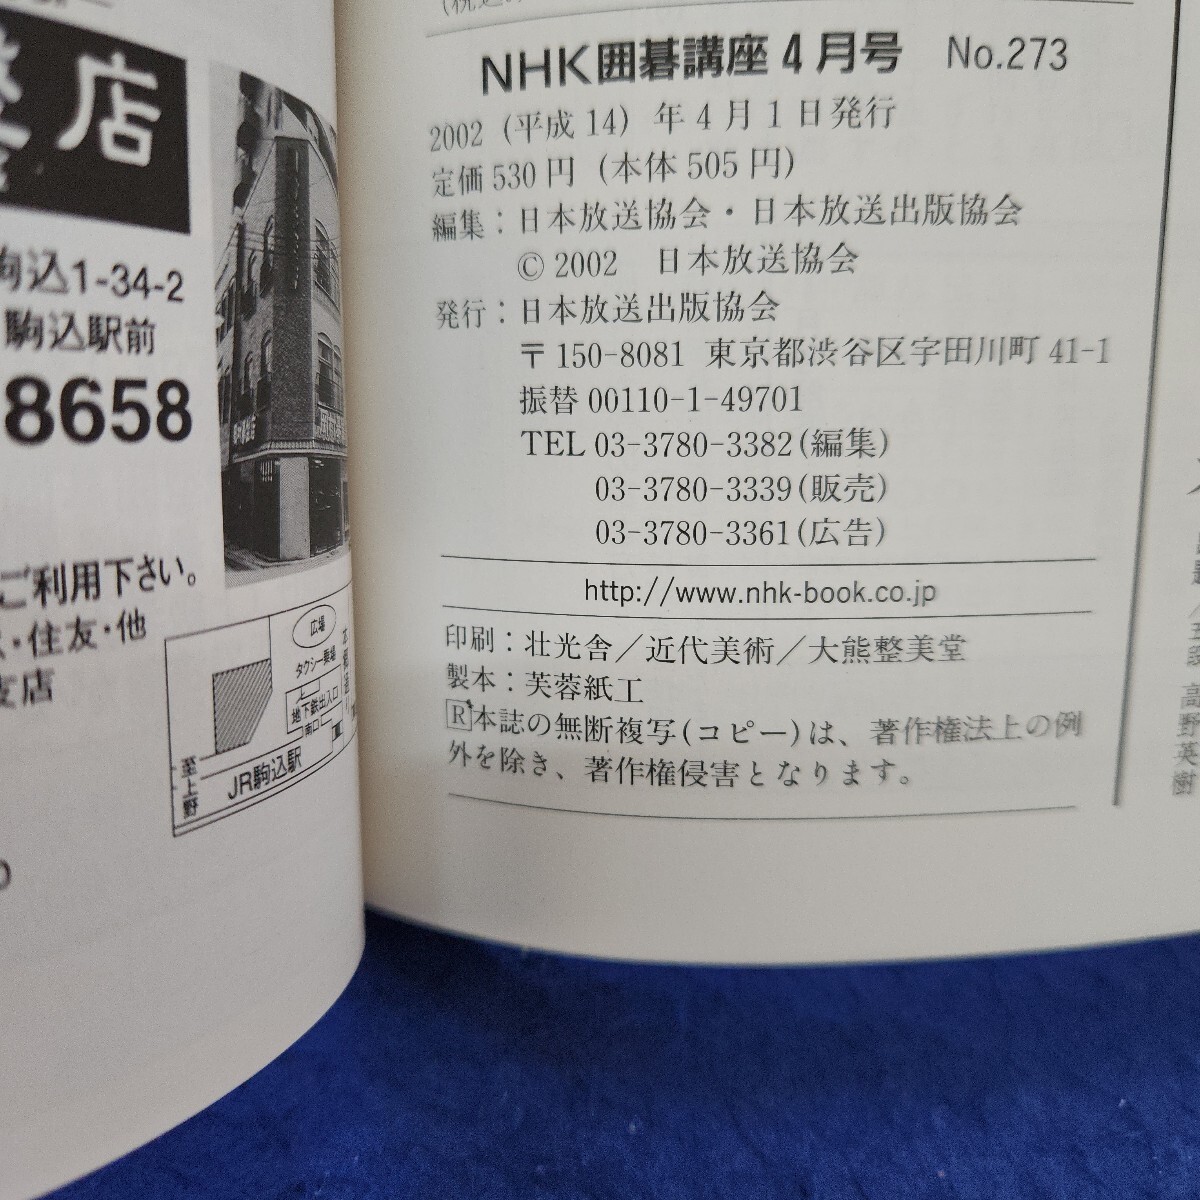 店
駒込1-34-2
駒込駅前
8658
ご利用下さい。
・住友・他
支店
広場
タクシー乗場
地下鉄出入口
南口
JR駒込駅
至上野
NHK囲碁講座4月号 No.273
2002 (平成14) 年4月1日発行
定価530円 (本体505円)
編集：日本放送協会・日本放送出版協会
© 2002 日本放送協会
発行：日本放送出版協会
〒150-8081 東京都渋谷区宇田川町41-1
振替00110-1-49701
TEL 03-3780-3382(編集)
03-3780-3339(販売)
03-3780-3361(広告)
http://www.nhk-book.co.jp
印刷：壮光舎／近代美術／大熊整美堂
製本：芙蓉紙工
R本誌の無断複写(コピー)は、著作権法上の例
外を除き、著作権侵害となります。
高野英樹